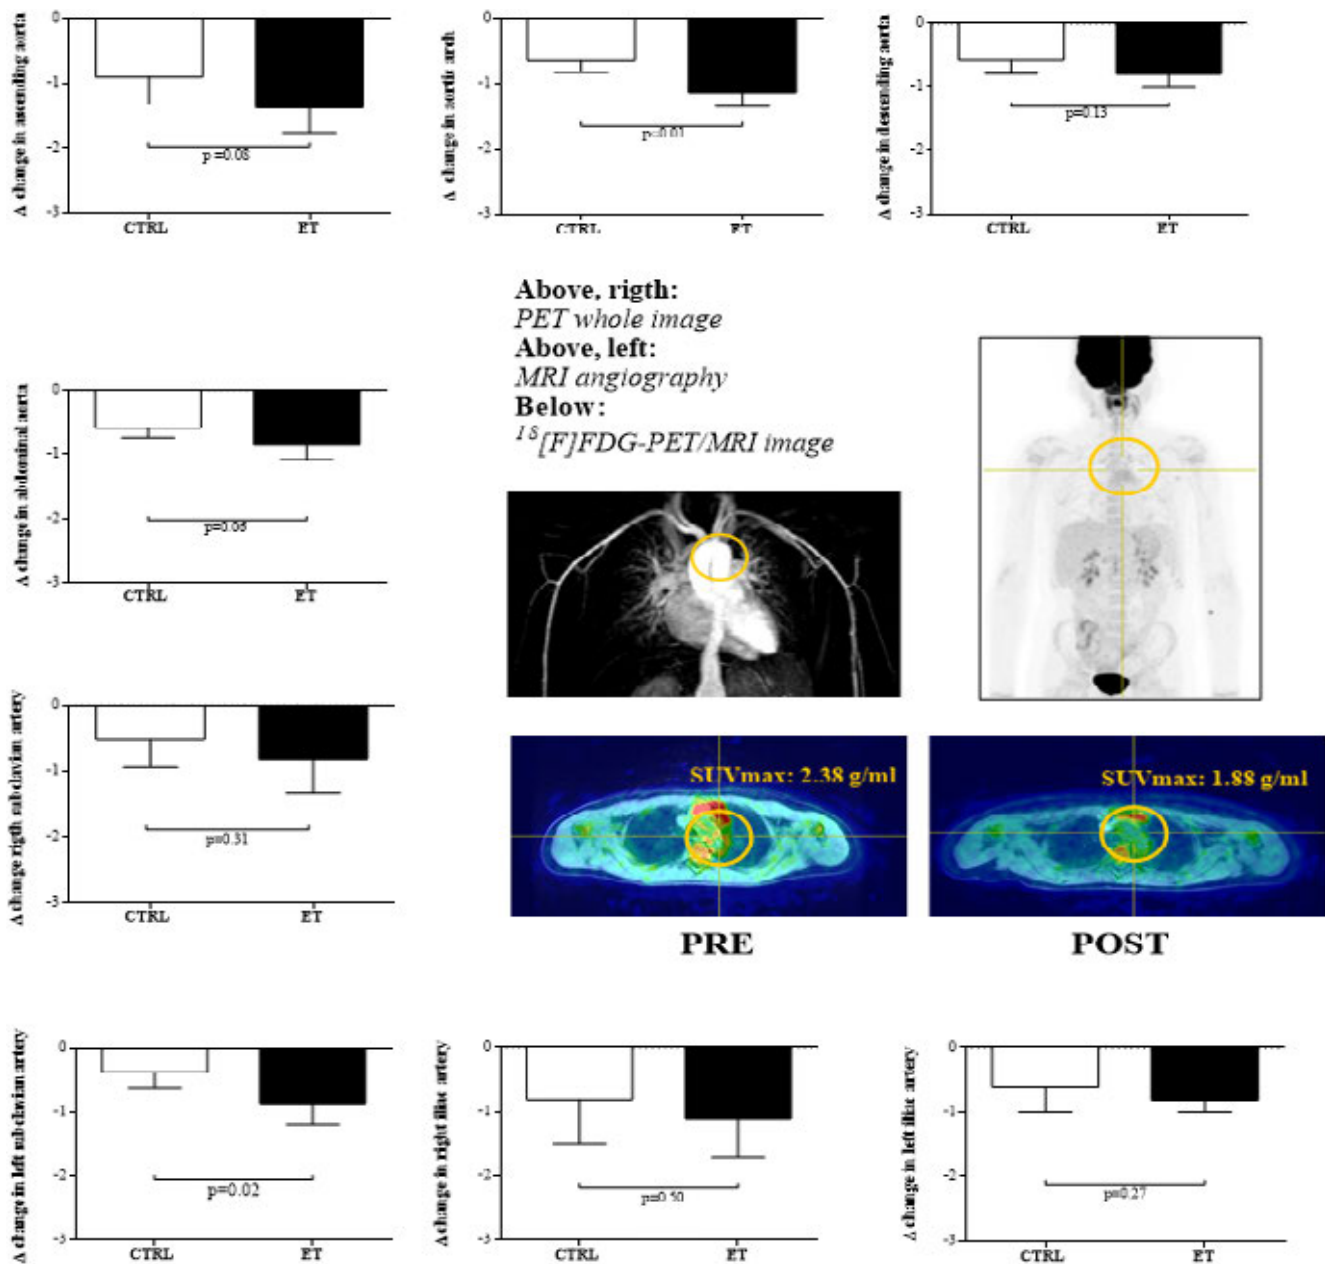 Δ change in ascending aorta
0
-1
-2
-3
p=0.08
CTRL
ET
Δ change in aortic arch
0
-1
-2
-3
p<0.01
CTRL
ET
Δ change in descending aorta
0
-1
-2
-3
p=0.13
CTRL
ET
Above, rigth:
PET whole image
Above, left:
MRI angiography
Below:
18[F]FDG-PET/MRI image
Δ change in abdominal aorta
0
-1
-2
-3
CTRL
ET
Δ change rigth subclavian artery
0
-1
-2
-3
p=0.31
CTRL
ET
SUVmax: 2.38 g/ml
SUVmax: 1.88 g/ml
PRE
POST
Δ change in left subclavian artery
0
-1
-2
-3
p=0.02
CTRL
ET
Δ change in right iliac artery
0
-1
-2
-3
p=0.50
CTRL
ET
Δ change in left iliac artery
0
-1
-2
-3
p=0.27
CTRL
ET